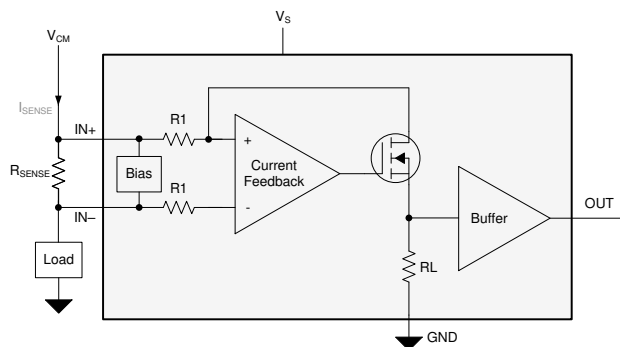 V_S
V_CM
I_SENSE
IN+
R1
+
Current
Feedback
R_SENSE
Bias
R1
-
IN–
Load
RL
Buffer
OUT
GND